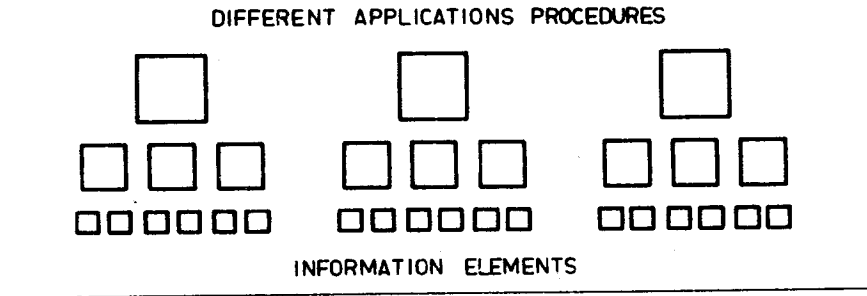 DIFFERENT APPLICATIONS PROCEDURES
INFORMATION ELEMENTS